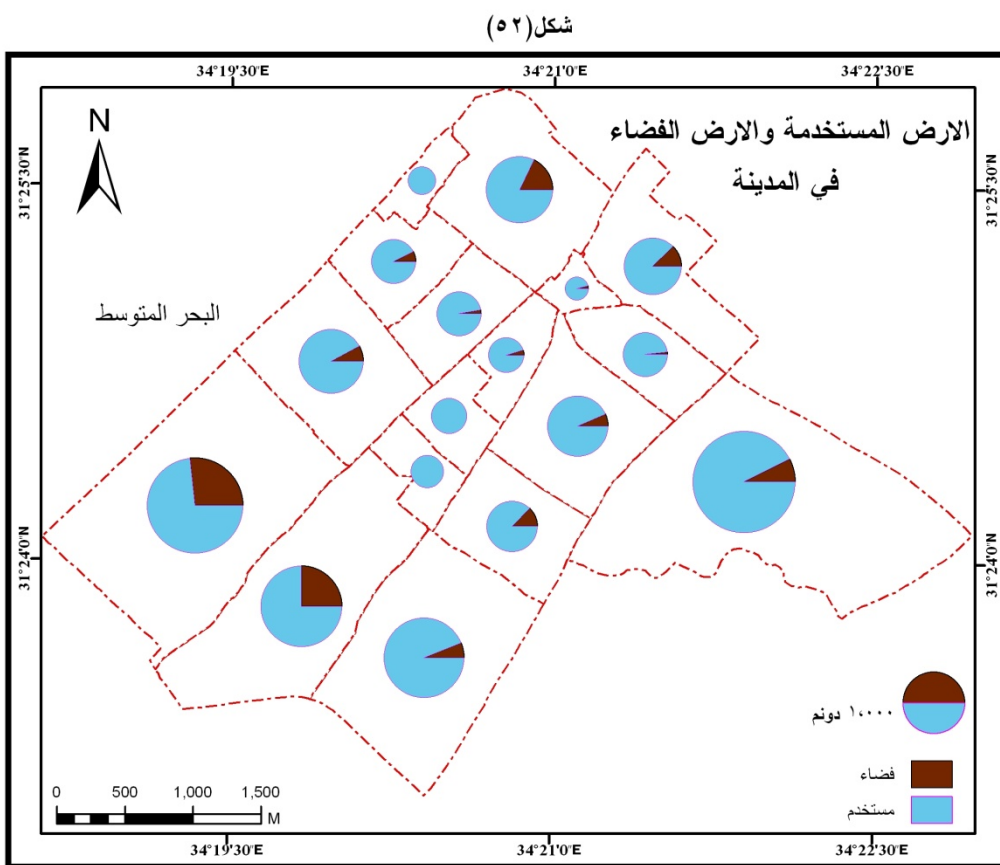 شكل(٥٢)
34°19'30"E 34°21'0"E 34°22'30"E
N
الارض المستخدمة والارض الفضاء
في المدينة
31°25'30"N 31°25'30"N
البحر المتوسط
31°24'0"N 31°24'0"N
١،٠٠٠ دونم
فضاء
مستخدم
0 500 1,000 1,500
M
34°19'30"E 34°21'0"E 34°22'30"E